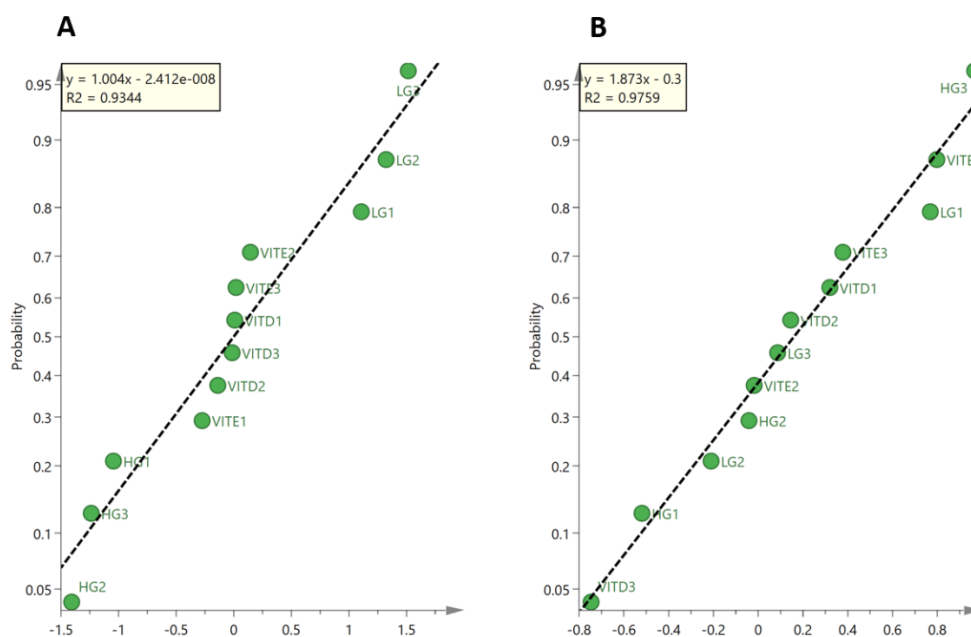 A
y = 1.004x - 2.412e-008
R2 = 0.9344
Probability
0.95
0.9
0.8
0.7
0.6
0.5
0.4
0.3
0.2
0.1
0.05
LG3
LG2
LG1
VITE2
VITE3
VITD1
VITD3
VITD2
VITE1
HG1
HG3
HG2
-1.5
-1
-0.5
0
0.5
1
1.5
B
y = 1.873x - 0.3
R2 = 0.9759
Probability
0.95
0.9
0.8
0.7
0.6
0.5
0.4
0.3
0.2
0.1
0.05
HG3
VITE
LG1
VITE3
VITD1
VITD2
LG3
VITE2
HG2
LG2
HG1
VITD3
-0.8
-0.6
-0.4
-0.2
0
0.2
0.4
0.6
0.8